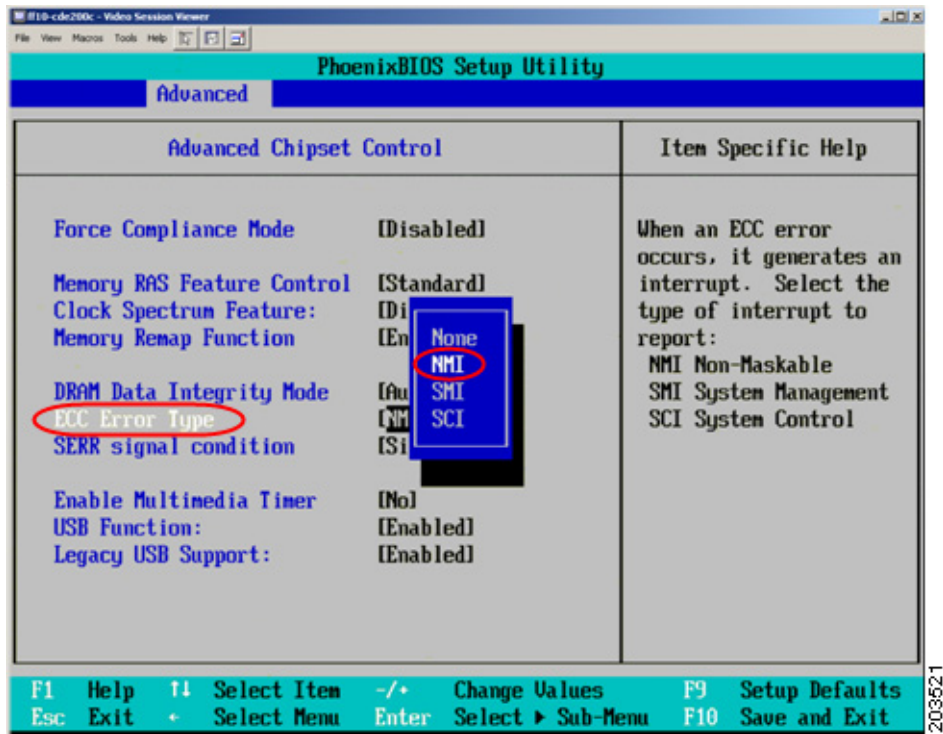 ff10-cde200c - Video Session Viewer
File View Macros Tools Help
PhoenixBIOS Setup Utility
Advanced
Advanced Chipset Control
Item Specific Help
Force Compliance Mode [Disabled]
Memory RAS Feature Control [Standard]
Clock Spectrum Feature: [Di
Memory Remap Function [En
DRAM Data Integrity Mode [Au
ECC Error Type [NM
SERR signal condition [Si
Enable Multimedia Timer [No]
USB Function: [Enabled]
Legacy USB Support: [Enabled]
None
NMI
SMI
SCI
When an ECC error
occurs, it generates an
interrupt. Select the
type of interrupt to
report:
NMI Non-Maskable
SMI System Management
SCI System Control
F1 Help ↑↓ Select Item -/+ Change Values F9 Setup Defaults
Esc Exit ← Select Menu Enter Select ▶ Sub-Menu F10 Save and Exit
203521